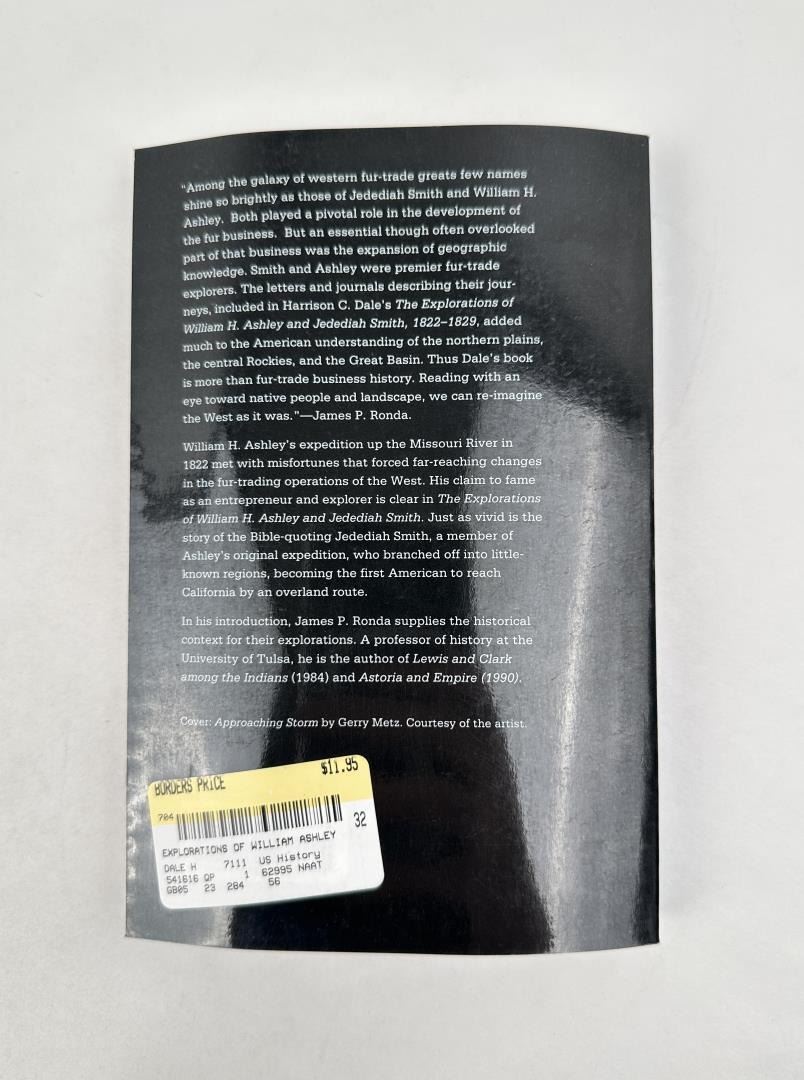 "Among the galaxy of western fur-trade greats few names
shine so brightly as those of Jedediah Smith and William H.
Ashley. Both played a pivotal role in the development of
the fur business. But an essential though often overlooked
part of that business was the expansion of geographic
knowledge. Smith and Ashley were premier fur-trade
explorers. The letters and journals describing their jour-
neys, included in Harrison C. Dale's The Explorations of
William H. Ashley and Jedediah Smith, 1822–1829, added
much to the American understanding of the northern plains,
the central Rockies, and the Great Basin. Thus Dale's book
is more than fur-trade business history. Reading with an
eye toward native people and landscape, we can re-imagine
the West as it was."—James P. Ronda.
William H. Ashley's expedition up the Missouri River in
1822 met with misfortunes that forced far-reaching changes
in the fur-trading operations of the West. His claim to fame
as an entrepreneur and explorer is clear in The Explorations
of William H. Ashley and Jedediah Smith. Just as vivid is the
story of the Bible-quoting Jedediah Smith, a member of
Ashley's original expedition, who branched off into little-
known regions, becoming the first American to reach
California by an overland route.
In his introduction, James P. Ronda supplies the historical
context for their explorations. A professor of history at the
University of Tulsa, he is the author of Lewis and Clark
among the Indians (1984) and Astoria and Empire (1990).
Cover: Approaching Storm by Gerry Metz. Courtesy of the artist.
BORDERS PRICE $11.95
704 32
EXPLORATIONS OF WILLIAM ASHLEY
DALE H 7111 US History
541616 QP 1 62995 NAAT
GB05 23 284 56